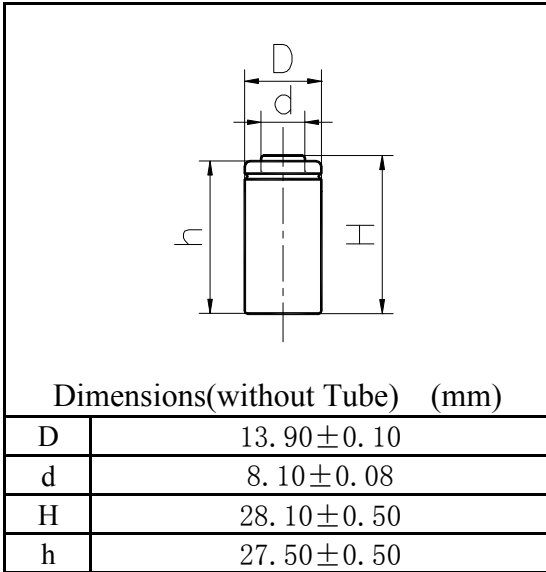 D
d
h
H
Dimensions(without Tube) (mm)
D 13.90±0.10
d 8.10±0.08
H 28.10±0.50
h 27.50±0.50